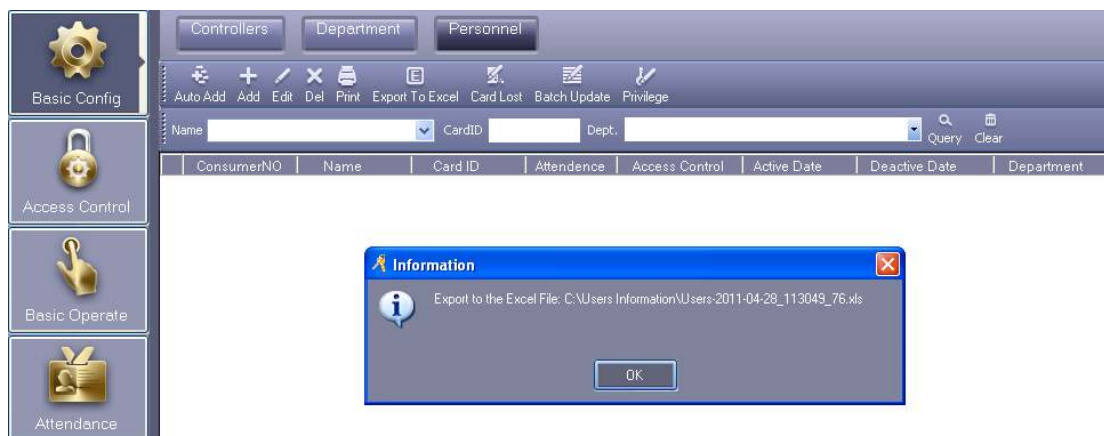 Controllers Department Personnel
Basic Config
Auto Add Add Edit Del Print Export To Excel Card Lost Batch Update Privilege
Name CardID Dept. Query Clear
ConsumerNO Name Card ID Attendence Access Control Active Date Deactive Date Department
Access Control
Information
Export to the Excel File: C:\Users Information\Users-2011-04-28_113049_76.xls
Basic Operate
OK
Attendance